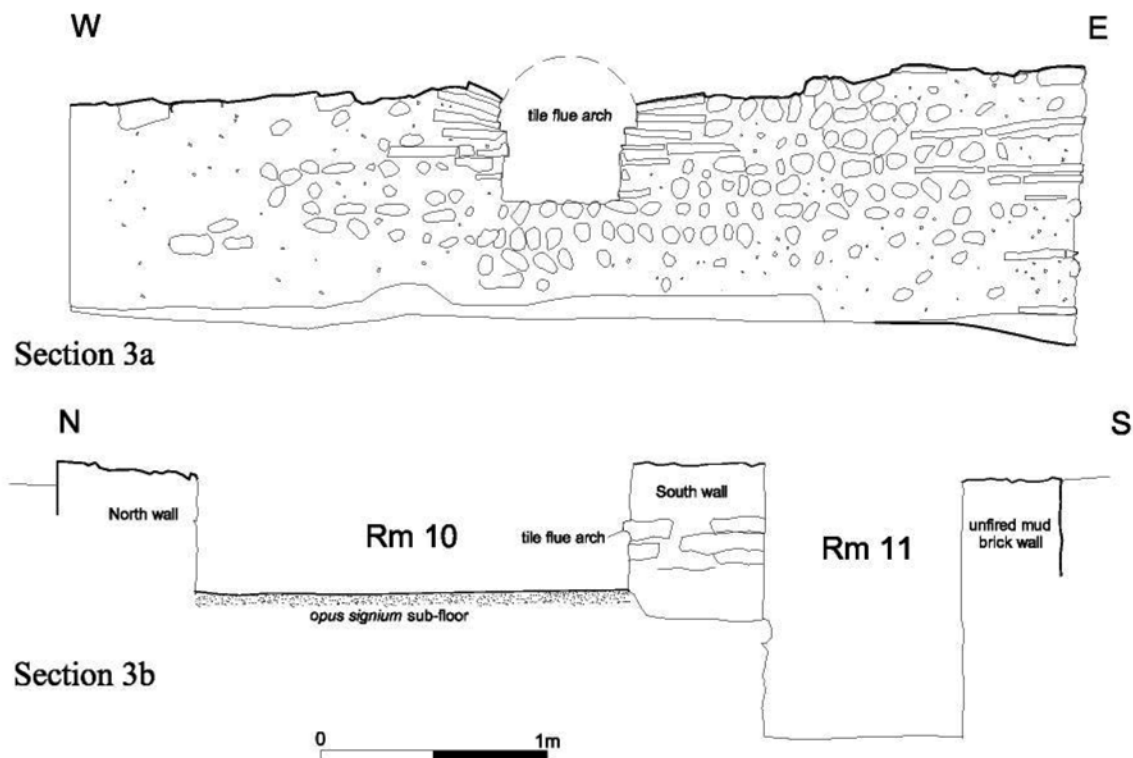 W E
tile flue arch
Section 3a
N S
North wall
Rm 10
tile flue arch
South wall
Rm 11
unfired mud
brick wall
opus signium sub-floor
Section 3b
0 1m